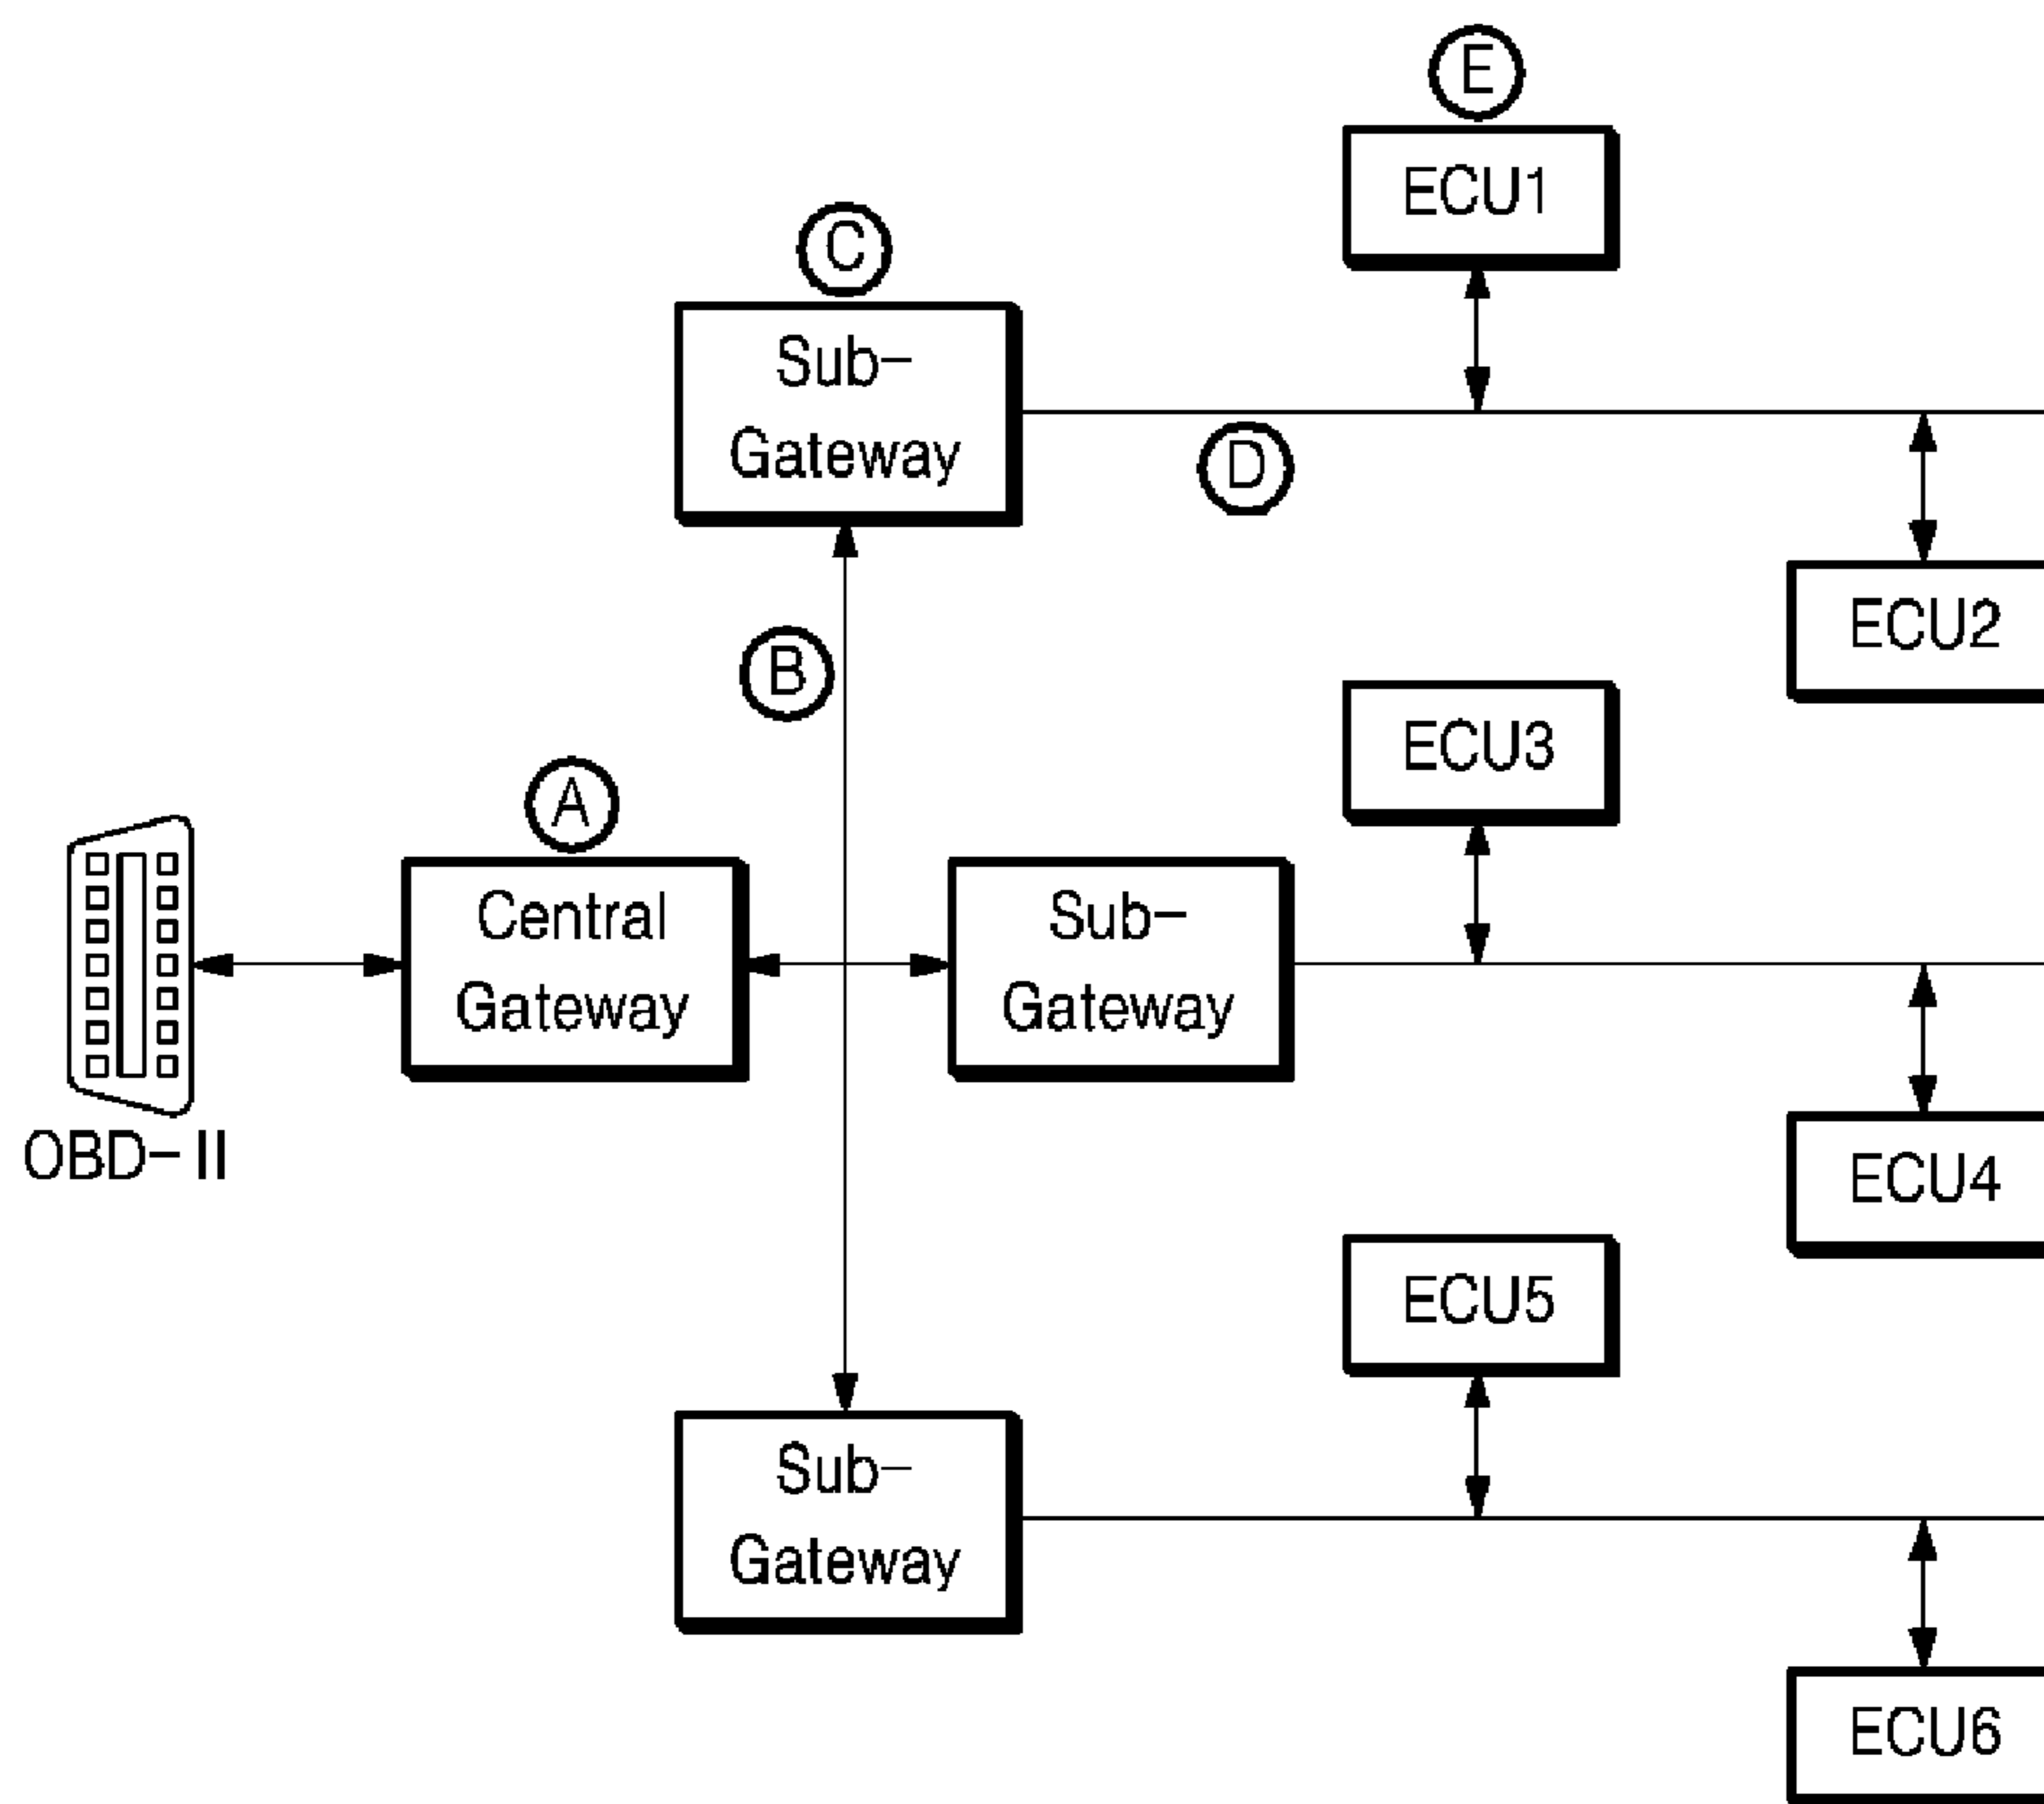 E
ECU1
C
Sub-
Gateway
D
B
ECU2
ECU3
A
Central
Gateway
Sub-
Gateway
OBD-II
ECU4
ECU5
Sub-
Gateway
ECU6